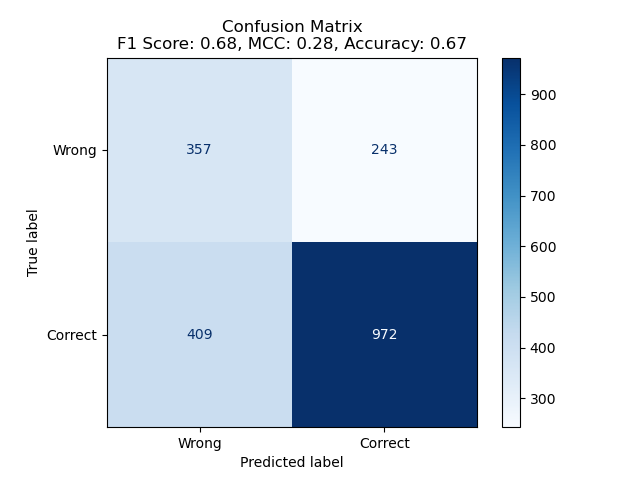 Confusion Matrix
F1 Score: 0.68, MCC: 0.28, Accuracy: 0.67
Wrong
357
243
Correct
409
972
True label
Wrong
Correct
Predicted label
900
800
700
600
500
400
300